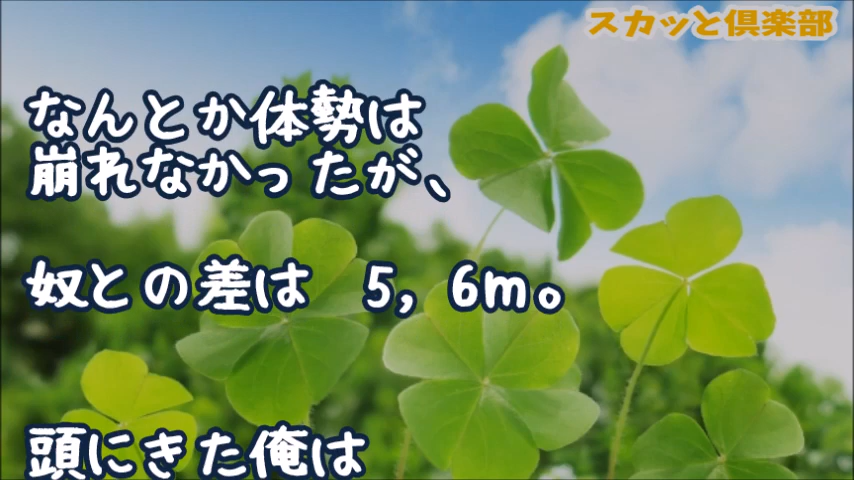 スカッと倶楽部
なんとか体勢は
崩れなかったが、
奴との差は　5, 6m。
頭にきた俺は